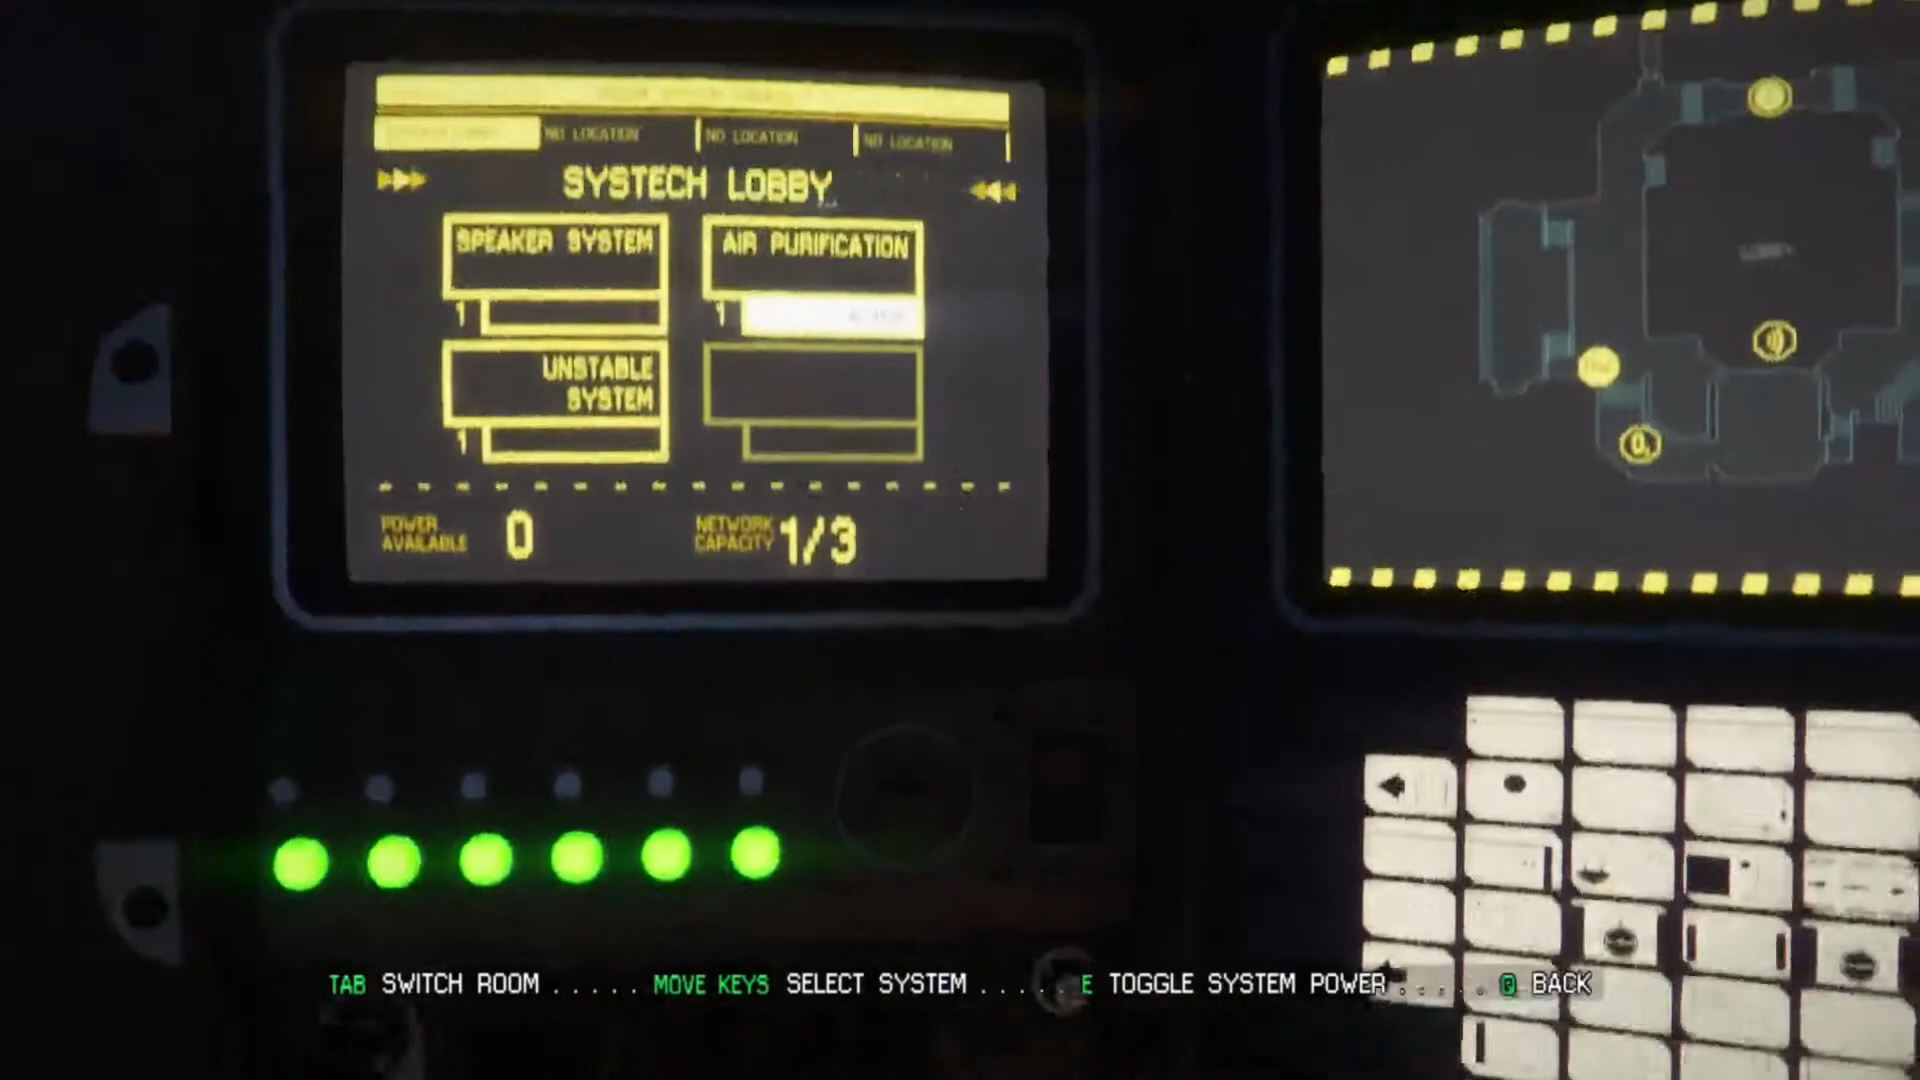 NO LOCATION NO LOCATION NO LOCATION
SYSTECH LOBBY
SPEAKER SYSTEM AIR PURIFICATION
1 1
UNSTABLE
SYSTEM
1
POWER
AVAILABLE 0 NETWORK
CAPACITY 1/3
LOBBY
TAB SWITCH ROOM ..... MOVE KEYS SELECT SYSTEM ..... E TOGGLE SYSTEM POWER ..... Q BACK